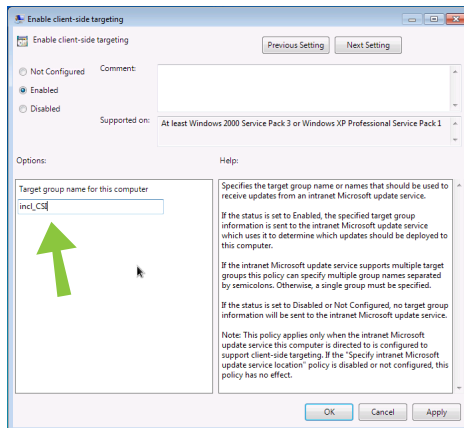 Enable client-side targeting
Enable client-side targeting
Previous Setting
Next Setting
Not Configured
Comment:
Enabled
Disabled
Supported on:
At least Windows 2000 Service Pack 3 or Windows XP Professional Service Pack 1
Options:
Help:
Target group name for this computer
incl_CSI
Specifies the target group name or names that should be used to
receive updates from an intranet Microsoft update service.
If the status is set to Enabled, the specified target group
information is sent to the intranet Microsoft update service
which uses it to determine which updates should be deployed to
this computer.
If the intranet Microsoft update service supports multiple target
groups this policy can specify multiple group names separated
by semicolons. Otherwise, a single group must be specified.
If the status is set to Disabled or Not Configured, no target group
information will be sent to the intranet Microsoft update service.
Note: This policy applies only when the intranet Microsoft
update service this computer is directed to is configured to
support client-side targeting. If the "Specify intranet Microsoft
update service location" policy is disabled or not configured, this
policy has no effect.
OK
Cancel
Apply